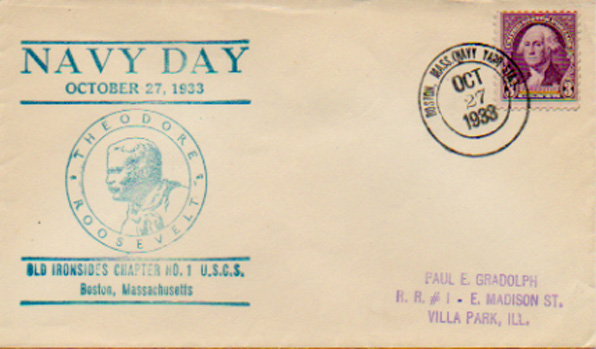 NAVY DAY
OCTOBER 27, 1933
THEODORE
ROOSEVELT
OLD IRONSIDES CHAPTER NO. 1 U.S.C.S.
Boston, Massachusetts
BOSTON, MASS. (NAVY YARD
OCT
27
1933
3
PAUL E. GRADOLPH
R. R. # 1 - E. MADISON ST.
VILLA PARK, ILL.